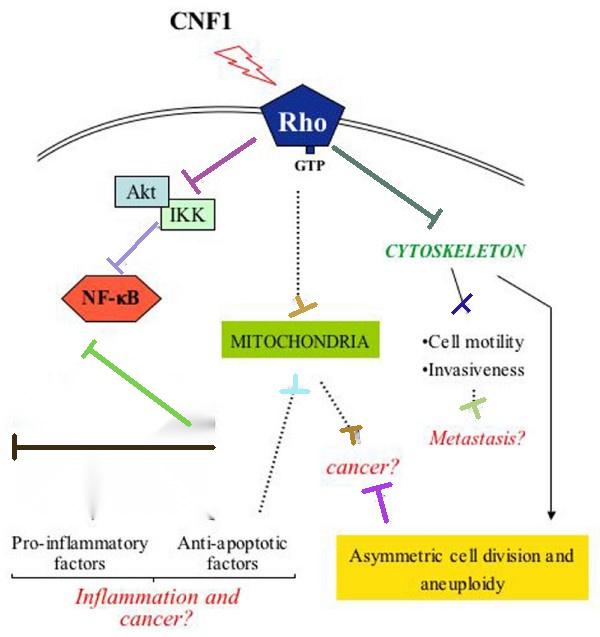 CNF1
Rho
GTP
Akt
IKK
CYTOSKELETON
NF-κB
MITOCHONDRIA
•Cell motility
•Invasiveness
Metastasis?
cancer?
Pro-inflammatory
factors
Anti-apoptotic
factors
Asymmetric cell division and
aneuploidy
Inflammation and
cancer?